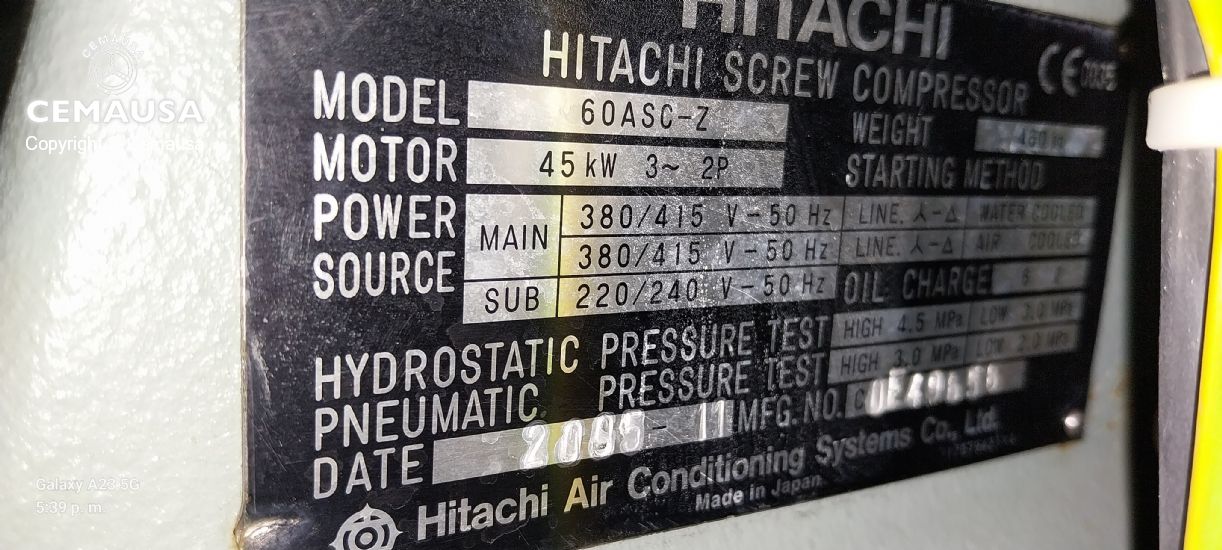 CEMAUSA
CEMAUSA
Galaxy A23 5G
5:39 p. m.
HITACHI
HITACHI SCREW COMPRESSOR
CE 0035
MODEL 60ASC-Z
WEIGHT
MOTOR 45 kW 3~ 2P
STARTING METHOD
POWER SOURCE
MAIN 380/415 V-50 Hz LINE. 人-△ WATER COOLED
380/415 V-50 Hz LINE. 人-△ AIR COOLED
SUB 220/240 V-50 Hz OIL CHARGE 6
HYDROSTATIC PRESSURE TEST HIGH 4.5 MPa LOW 3.0 MPa
PNEUMATIC. PRESSURE TEST HIGH 3.0 MPa LOW 2.0 MPa
DATE 11 MFG. NO.
Hitachi Air Conditioning Systems Co., Ltd.
Made in Japan